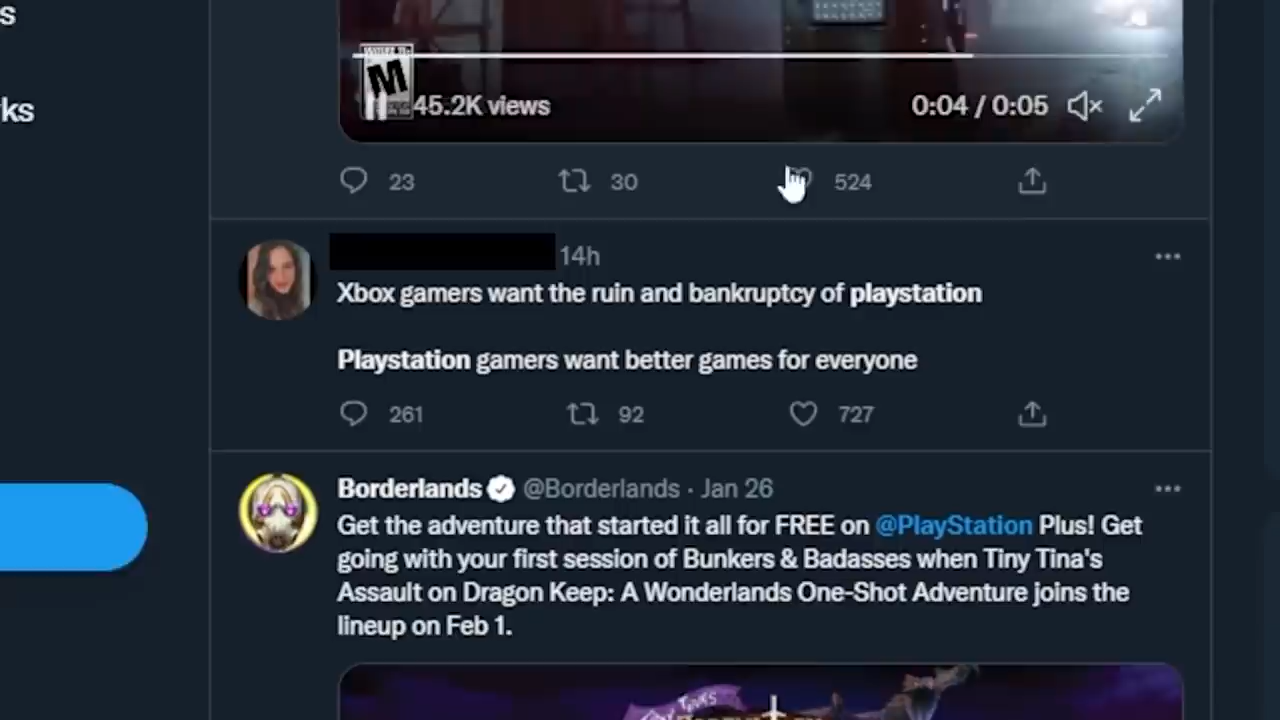 s
ks
M
45.2K views
0:04 / 0:05
23
30
524
14h
Xbox gamers want the ruin and bankruptcy of playstation
Playstation gamers want better games for everyone
261
92
727
Borderlands @Borderlands · Jan 26
Get the adventure that started it all for FREE on @PlayStation Plus! Get
going with your first session of Bunkers & Badasses when Tiny Tina's
Assault on Dragon Keep: A Wonderlands One-Shot Adventure joins the
lineup on Feb 1.